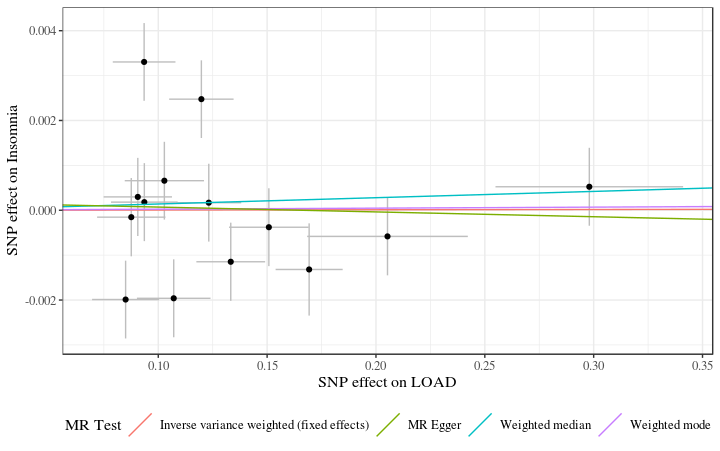 0.004
0.002
0.000
-0.002
SNP effect on Insomnia
0.10 0.15 0.20 0.25 0.30 0.35
SNP effect on LOAD
MR Test Inverse variance weighted (fixed effects) MR Egger Weighted median Weighted mode